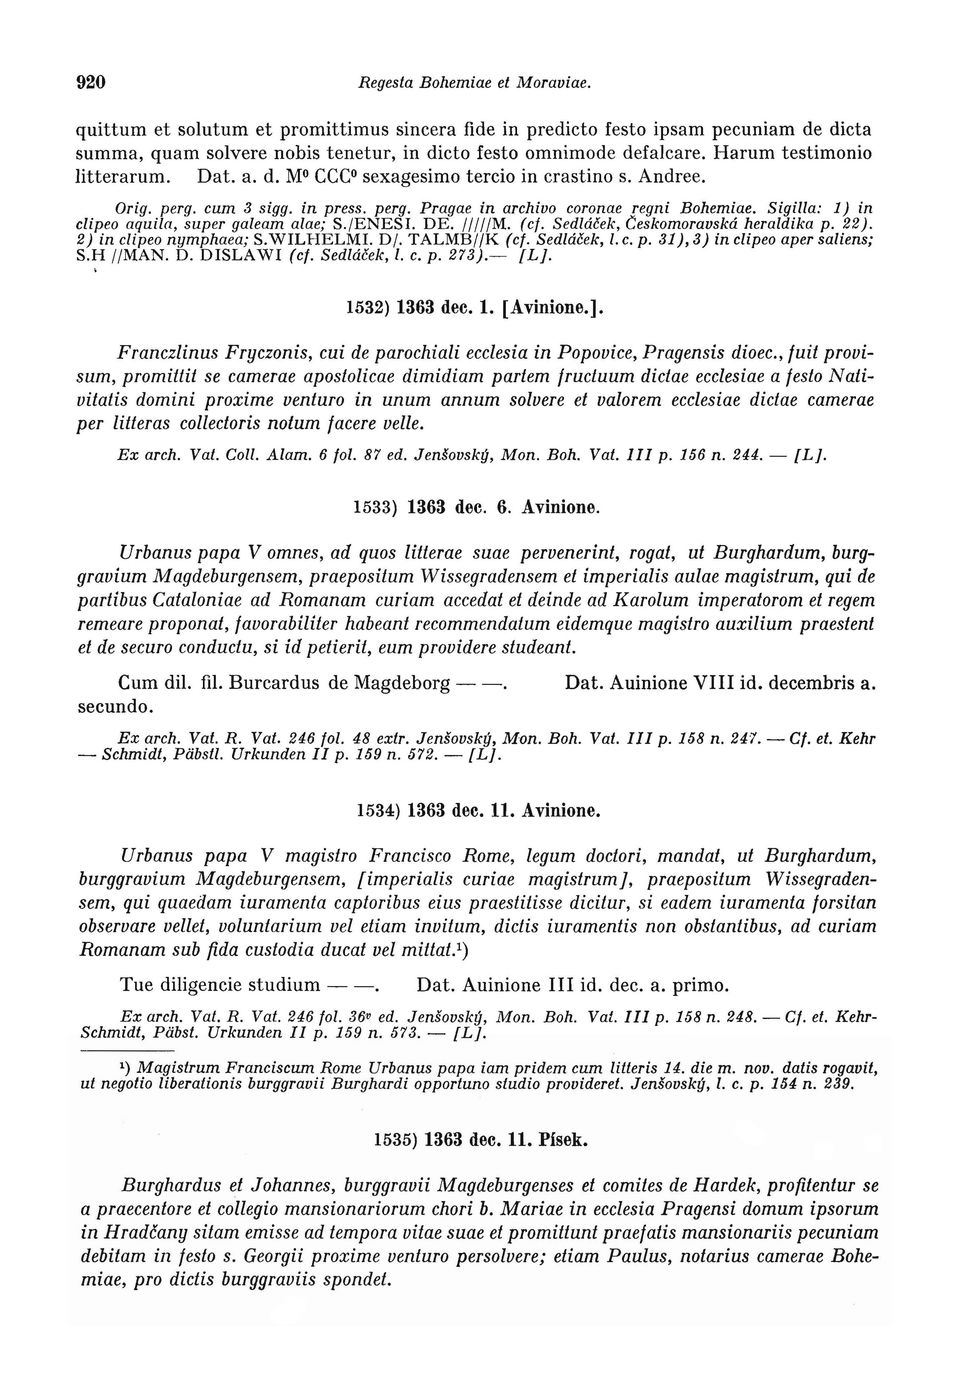 920 Regesta Bohemiae et Moraviae.
quittum et solutum et promittimus sincera fide in predicto festo ipsam pecuniam de dicta
summa, quam solvere nobis tenetur, in dicto festo omnimode defalcare. Harum testimonio
litterarum. Dat. a. d. M⁰ CCC⁰ sexagesimo tercio in crastino s. Andree.
Orig. perg. cum 3 sigg. in press. perg. Pragae in archivo coronae regni Bohemiae. Sigilla: 1) in
clipeo aquila, super galeam alae; S./ENESI. DE. /////M. (cf. Sedláček, Českomoravská heraldika p. 22).
2) in clipeo nymphaea; S.WILHELMI. D/. TALMB//K (cf. Sedláček, l. c. p. 31), 3) in clipeo aper saliens;
S.H //MAN. D. DISLAWI (cf. Sedláček, l. c. p. 273).— [L].
1532) 1363 dec. 1. [Avinione.].
Franczlinus Fryczonis, cui de parochiali ecclesia in Popovice, Pragensis dioec., fuit provi-
sum, promittit se camerae apostolicae dimidiam partem fructuum dictae ecclesiae a festo Nati-
vitatis domini proxime venturo in unum annum solvere et valorem ecclesiae dictae camerae
per litteras collectoris notum facere velle.
Ex arch. Vat. Coll. Alam. 6 fol. 87 ed. Jenšovský, Mon. Boh. Vat. III p. 156 n. 244. — [L].
1533) 1363 dec. 6. Avinione.
Urbanus papa V omnes, ad quos litterae suae pervenerint, rogat, ut Burghardum, burg-
gravium Magdeburgensem, praepositum Wissegradensem et imperialis aulae magistrum, qui de
partibus Cataloniae ad Romanam curiam accedat et deinde ad Karolum imperatorom et regem
remeare proponat, favorabiliter habeant recommendatum eidemque magistro auxilium praestent
et de securo conductu, si id petierit, eum providere studeant.
Cum dil. fil. Burcardus de Magdeborg — —. Dat. Auinione VIII id. decembris a.
secundo.
Ex arch. Vat. R. Vat. 246 fol. 48 extr. Jenšovský, Mon. Boh. Vat. III p. 158 n. 247. — Cf. et. Kehr
— Schmidt, Päbstl. Urkunden II p. 159 n. 572. — [L].
1534) 1363 dec. 11. Avinione.
Urbanus papa V magistro Francisco Rome, legum doctori, mandat, ut Burghardum,
burggravium Magdeburgensem, [imperialis curiae magistrum], praepositum Wissegraden-
sem, qui quaedam iuramenta captoribus eius praestitisse dicitur, si eadem iuramenta forsitan
observare vellet, voluntarium vel etiam invitum, dictis iuramentis non obstantibus, ad curiam
Romanam sub fida custodia ducat vel mittat.¹)
Tue diligencie studium — —. Dat. Auinione III id. dec. a. primo.
Ex arch. Vat. R. Vat. 246 fol. 36ᵛ ed. Jenšovský, Mon. Boh. Vat. III p. 158 n. 248. — Cf. et. Kehr-
Schmidt, Päbst. Urkunden II p. 159 n. 573. — [L].
¹) Magistrum Franciscum Rome Urbanus papa iam pridem cum litteris 14. die m. nov. datis rogavit,
ut negotio liberationis burggravii Burghardi opportuno studio provideret. Jenšovský, l. c. p. 154 n. 239.
1535) 1363 dec. 11. Písek.
Burghardus et Johannes, burggravii Magdeburgenses et comites de Hardek, profitentur se
a praecentore et collegio mansionariorum chori b. Mariae in ecclesia Pragensi domum ipsorum
in Hradčany sitam emisse ad tempora vitae suae et promittunt praefatis mansionariis pecuniam
debitam in festo s. Georgii proxime venturo persolvere; etiam Paulus, notarius camerae Bohe-
miae, pro dictis burggraviis spondet.